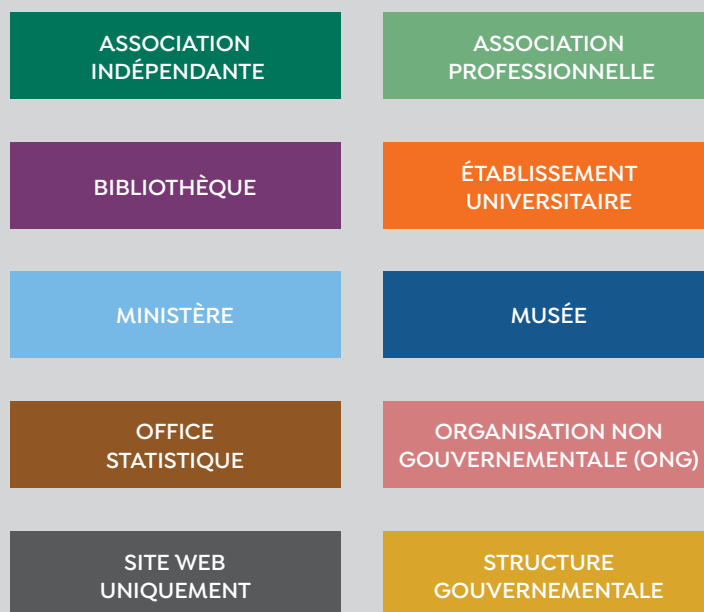 ASSOCIATION
INDÉPENDANTE
ASSOCIATION
PROFESSIONNELLE
BIBLIOTHÈQUE
ÉTABLISSEMENT
UNIVERSITAIRE
MINISTÈRE
MUSÉE
OFFICE
STATISTIQUE
ORGANISATION NON
GOUVERNEMENTALE (ONG)
SITE WEB
UNIQUEMENT
STRUCTURE
GOUVERNEMENTALE